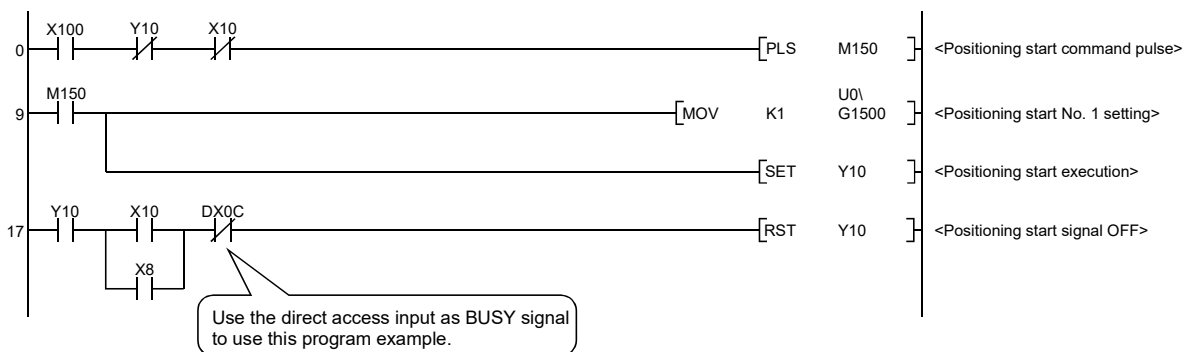 X100 Y10 X10
0 PLS M150 <Positioning start command pulse>
M150
9 MOV K1 U0\ G1500 <Positioning start No. 1 setting>
SET Y10 <Positioning start execution>
Y10 X10 DX0C
17 RST Y10 <Positioning start signal OFF>
X8
Use the direct access input as BUSY signal
to use this program example.